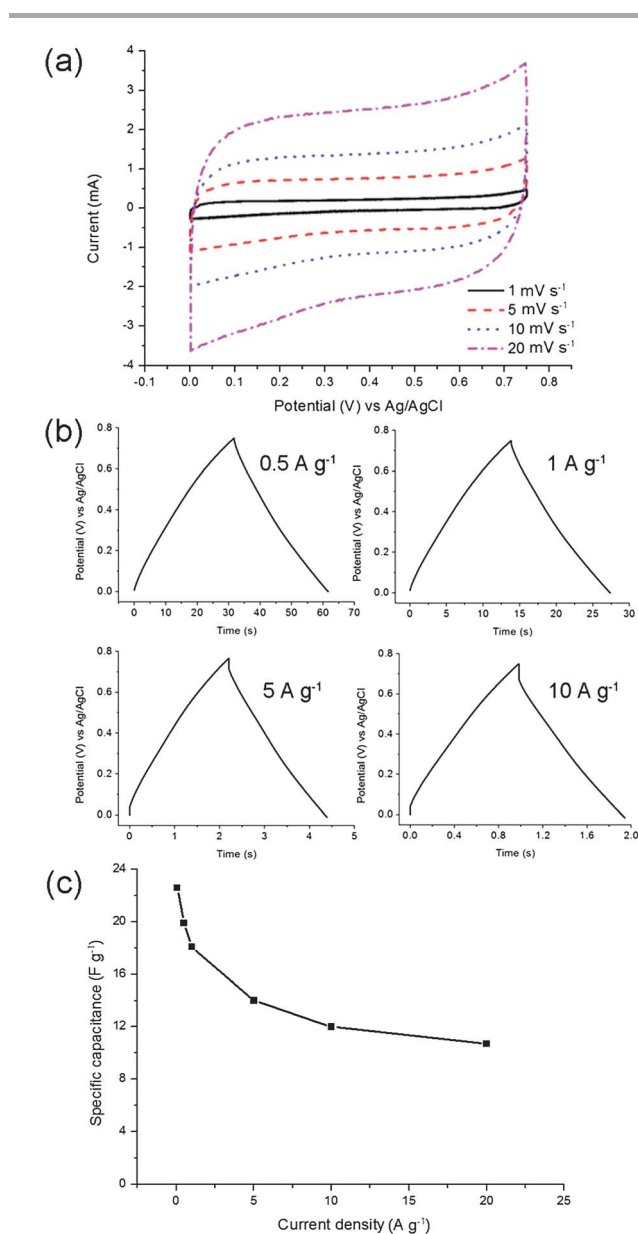 (a)
4
3
2
1
0
-1
-2
-3
-4
Current (mA)
1 mV s-1
5 mV s-1
10 mV s-1
20 mV s-1
-0.1 0.0 0.1 0.2 0.3 0.4 0.5 0.6 0.7 0.8
Potential (V) vs Ag/AgCl
(b)
0.5 A g-1
0.8
0.6
0.4
0.2
0.0
Potential (V) vs Ag/AgCl
0 10 20 30 40 50 60 70
Time (s)
1 A g-1
0.8
0.6
0.4
0.2
0.0
Potential (V) vs Ag/AgCl
0 5 10 15 20 25 30
Time (s)
5 A g-1
0.8
0.6
0.4
0.2
0.0
Potential (V) vs Ag/AgCl
0 1 2 3 4 5
Time (s)
10 A g-1
0.8
0.6
0.4
0.2
0.0
Potential (V) vs Ag/AgCl
0.0 0.4 0.8 1.2 1.6 2.0
Time (s)
(c)
24
20
16
12
8
4
0
Specific capacitance (F g-1)
0 5 10 15 20 25
Current density (A g-1)